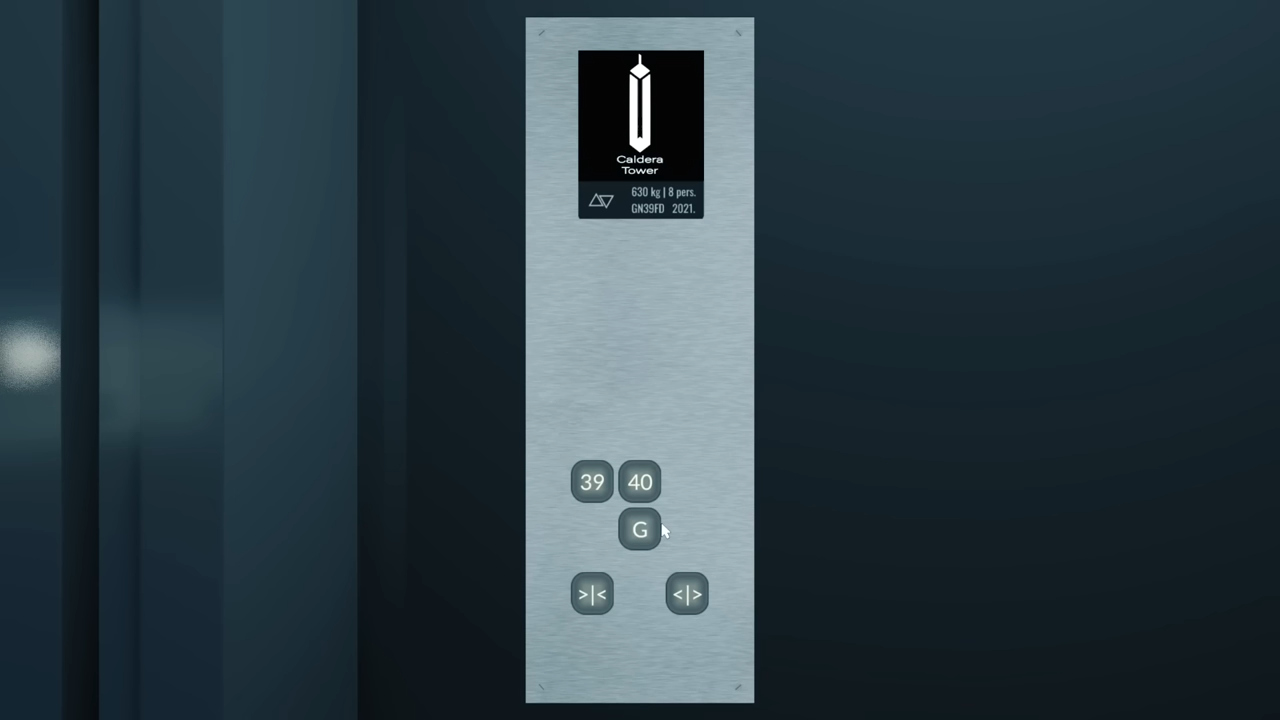 Caldera
Tower
630 kg | 8 pers.
GN39FD 2021.
39 40
G
>|< <|>